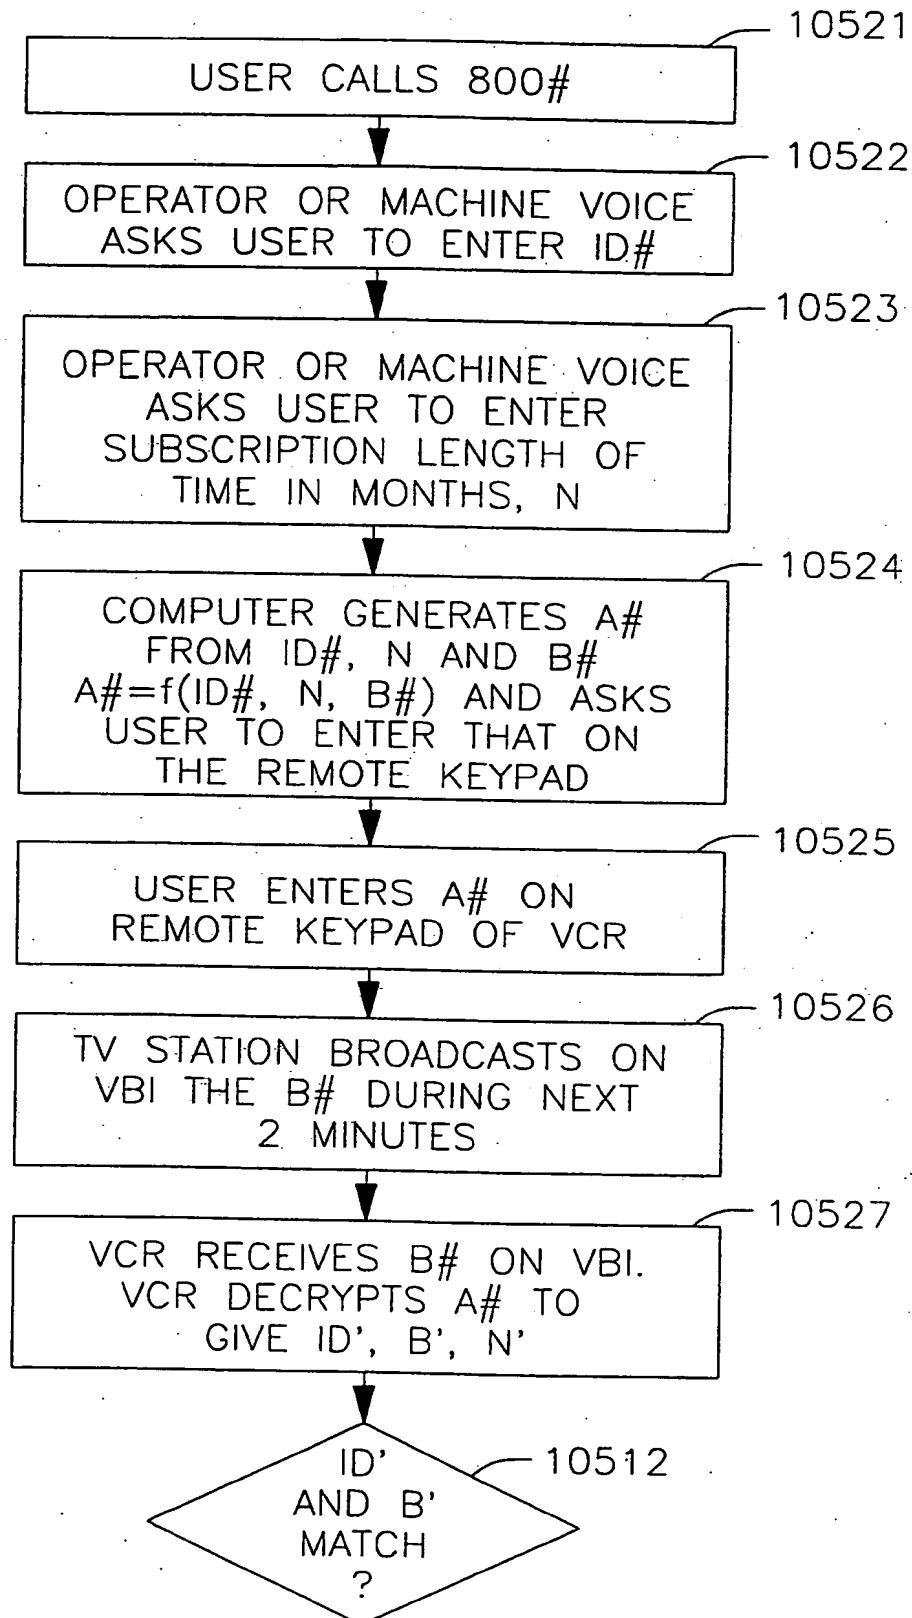 10521
USER CALLS 800#
10522
OPERATOR OR MACHINE VOICE
ASKS USER TO ENTER ID#
10523
OPERATOR OR MACHINE VOICE
ASKS USER TO ENTER
SUBSCRIPTION LENGTH OF
TIME IN MONTHS, N
10524
COMPUTER GENERATES A#
FROM ID#, N AND B#
A#=f(ID#, N, B#) AND ASKS
USER TO ENTER THAT ON
THE REMOTE KEYPAD
10525
USER ENTERS A# ON
REMOTE KEYPAD OF VCR
10526
TV STATION BROADCASTS ON
VBI THE B# DURING NEXT
2 MINUTES
10527
VCR RECEIVES B# ON VBI.
VCR DECRYPTS A# TO
GIVE ID', B', N'
10512
ID'
AND B'
MATCH
?